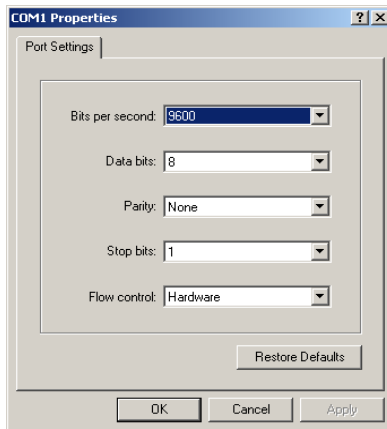 COM1 Properties
Port Settings
Bits per second: 9600
Data bits: 8
Parity: None
Stop bits: 1
Flow control: Hardware
Restore Defaults
OK Cancel Apply